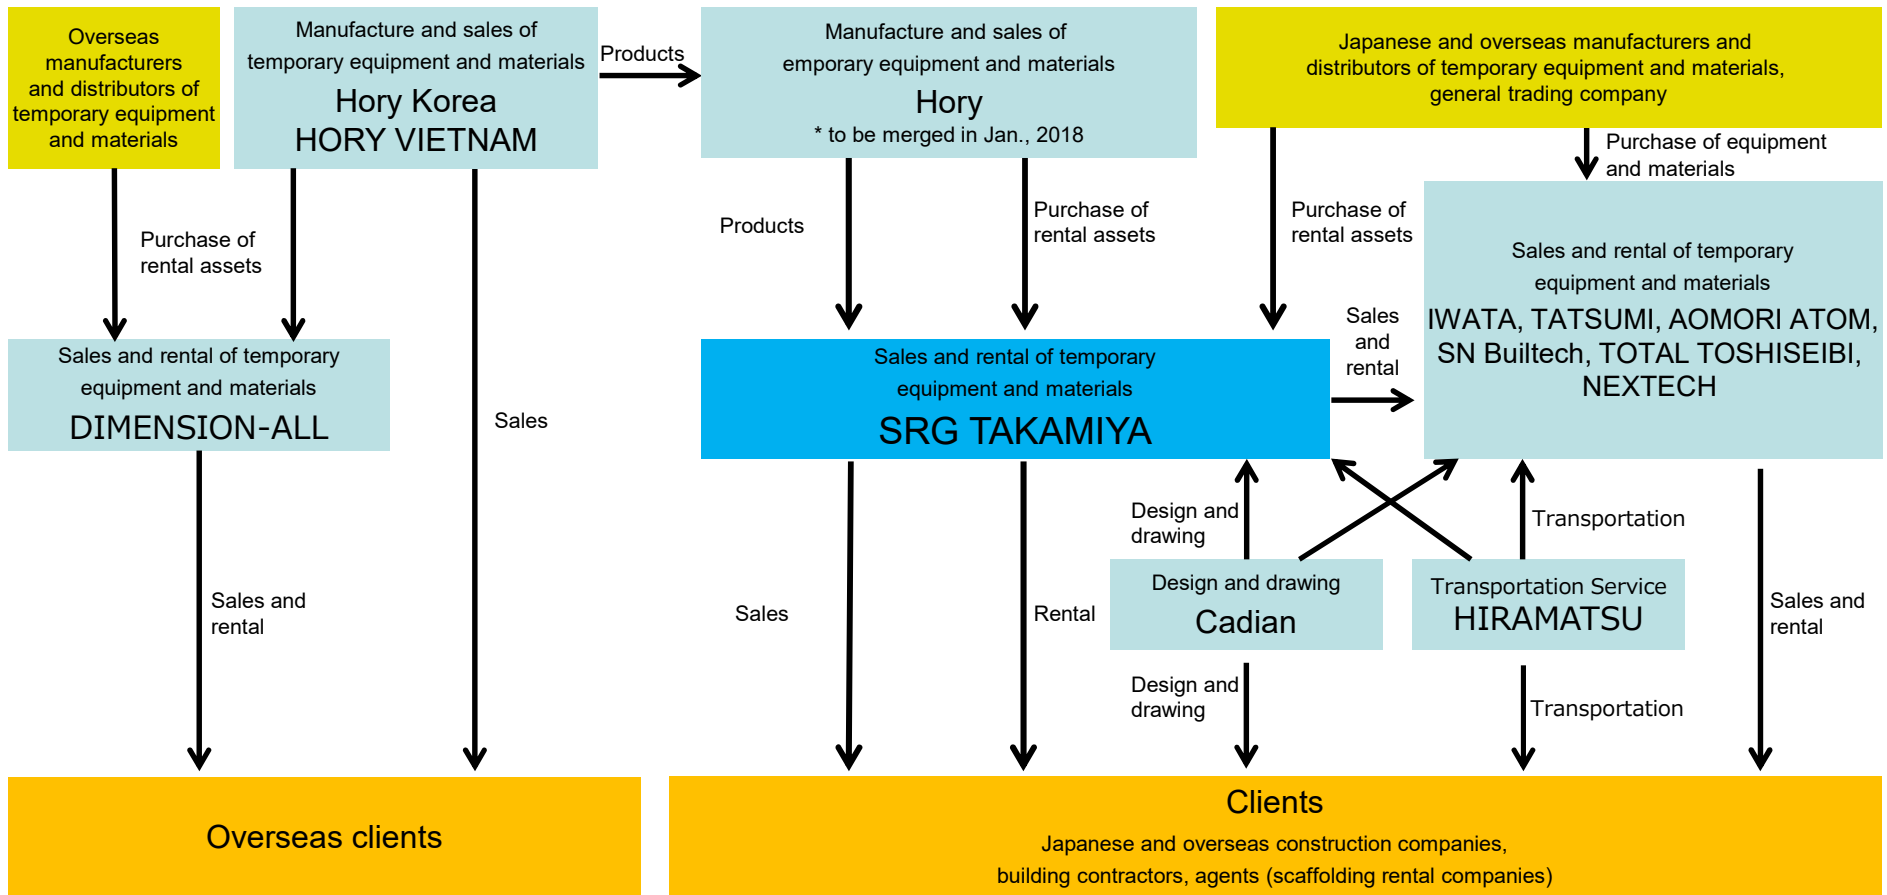 Overseas
manufacturers
and distributors of
temporary equipment
and materials
Manufacture and sales of
temporary equipment and materials
Hory Korea
HORY VIETNAM
Products
Manufacture and sales of
emporary equipment and materials
Hory
* to be merged in Jan., 2018
Japanese and overseas manufacturers and
distributors of temporary equipment and materials,
general trading company
Purchase of equipment
and materials
Purchase of
rental assets
Products
Purchase of
rental assets
Purchase of
rental assets
Sales and rental of temporary
equipment and materials
IWATA, TATSUMI, AOMORI ATOM,
SN Builtech, TOTAL TOSHISEIBI,
NEXTECH
Sales
and
rental
Sales and rental of temporary
equipment and materials
DIMENSION-ALL
Sales
Sales and rental of temporary
equipment and materials
SRG TAKAMIYA
Design and
drawing
Transportation
Sales and
rental
Sales
Rental
Design and drawing
Cadian
Transportation Service
HIRAMATSU
Sales and
rental
Design and
drawing
Transportation
Overseas clients
Clients
Japanese and overseas construction companies,
building contractors, agents (scaffolding rental companies)